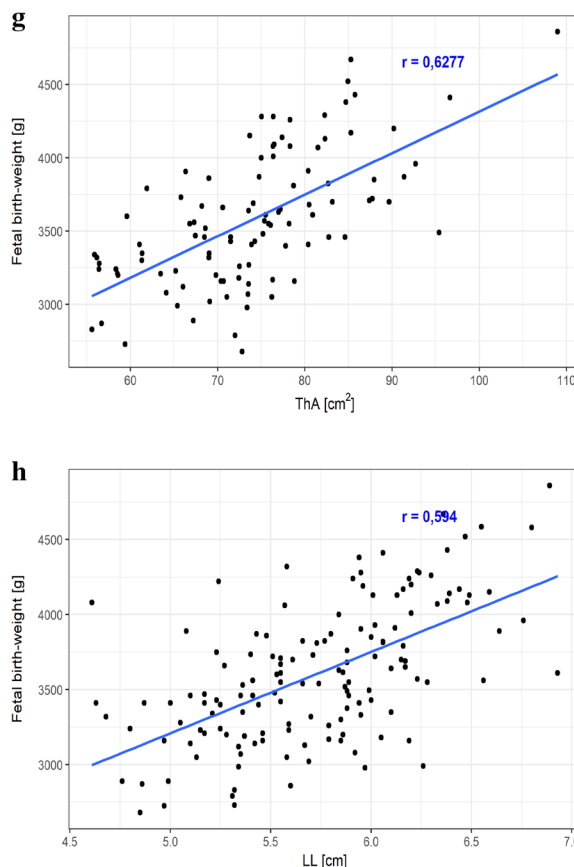 g
r = 0,6277
Fetal birth-weight [g]
4500
4000
3500
3000
60 70 80 90 100 110
ThA [cm²]
h
r = 0,594
Fetal birth-weight [g]
4500
4000
3500
3000
4.5 5.0 5.5 6.0 6.5 7.0
LL [cm]